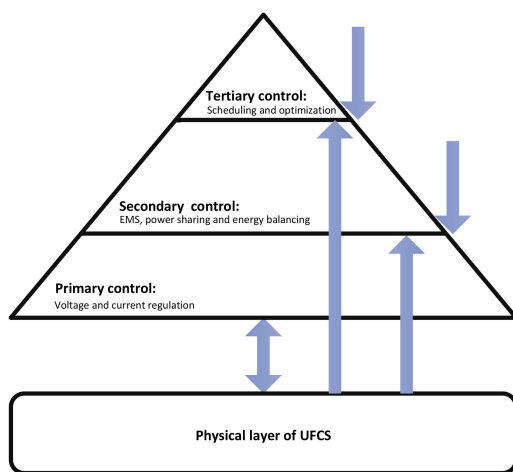 Tertiary control:
Scheduling and optimization
Secondary control:
EMS, power sharing and energy balancing
Primary control:
Voltage and current regulation
Physical layer of UFCS